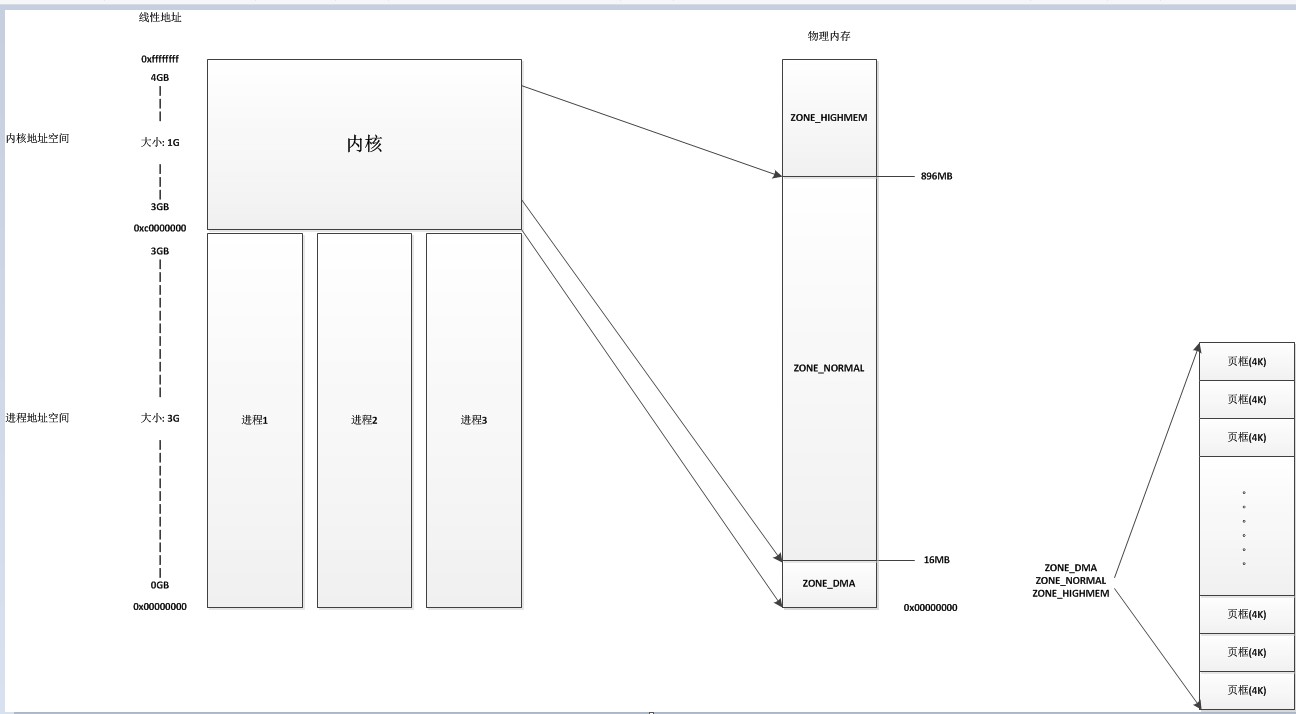 线性地址
物理内存
0xffffffff
4GB
内核地址空间
大小: 1G
内核
ZONE_HIGHMEM
896MB
3GB
0xc0000000
3GB
ZONE_NORMAL
进程地址空间
大小: 3G
进程1
进程2
进程3
16MB
0GB
0x00000000
ZONE_DMA
0x00000000
ZONE_DMA
ZONE_NORMAL
ZONE_HIGHMEM
页框(4K)
页框(4K)
页框(4K)
页框(4K)
页框(4K)
页框(4K)